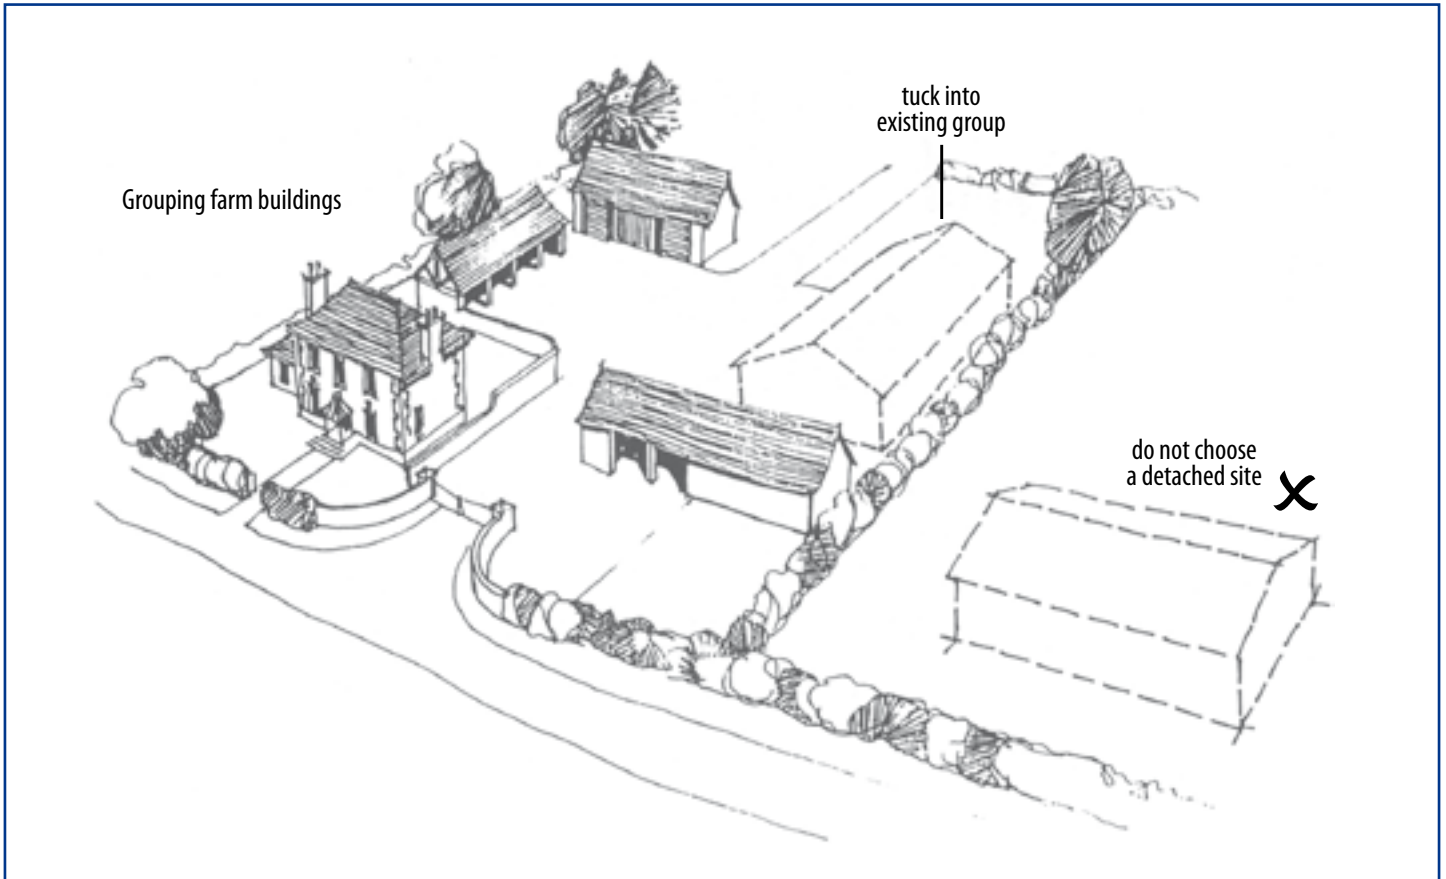 Grouping farm buildings
tuck into
existing group
do not choose
a detached site